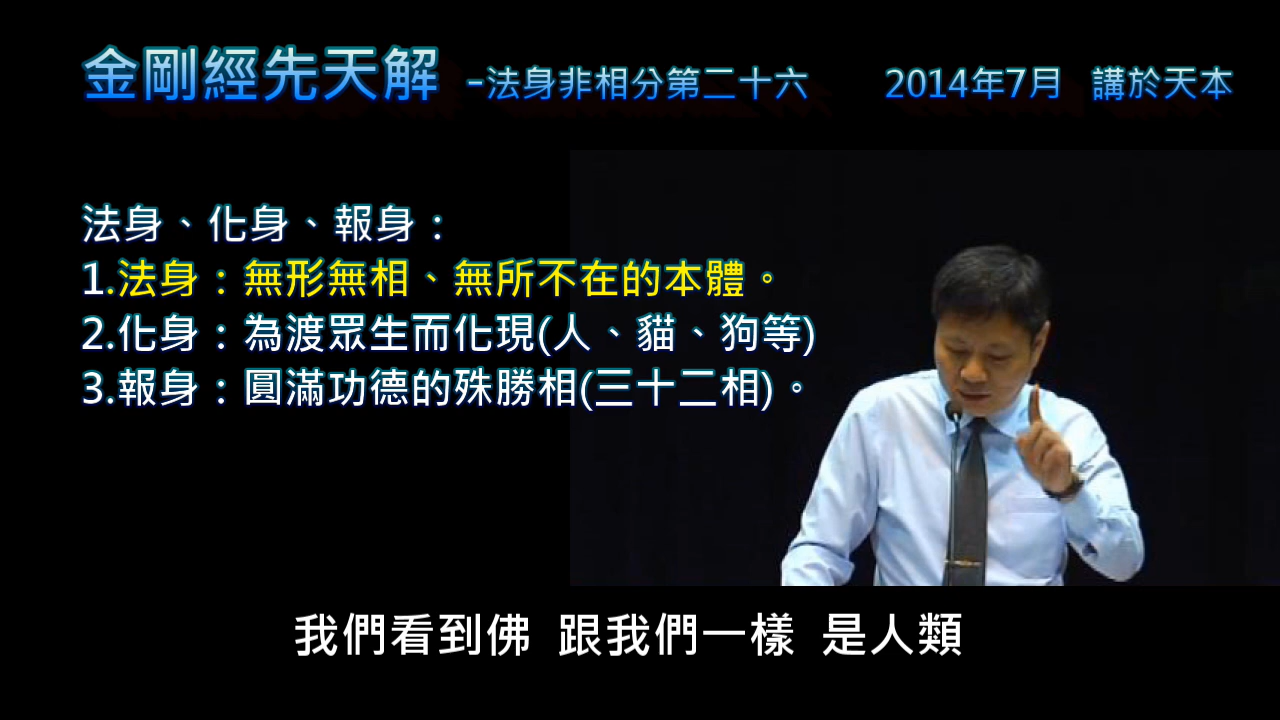 金剛經先天解 -法身非相分第二十六 2014年7月 講於天本
法身、化身、報身：
1.法身：無形無相、無所不在的本體。
2.化身：為渡眾生而化現(人、貓、狗等)
3.報身：圓滿功德的殊勝相(三十二相)。
我們看到佛 跟我們一樣 是人類